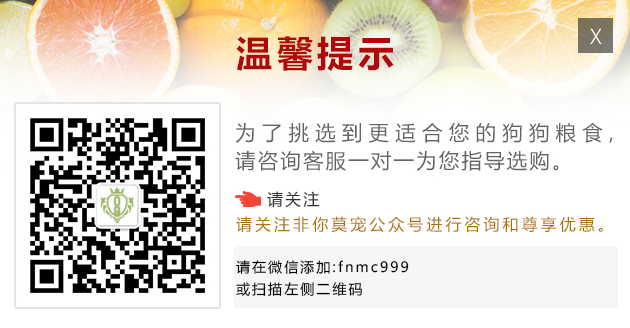 温馨提示
X
为了挑选到更适合您的狗狗粮食,
请咨询客服一对一为您指导选购。
请关注
请关注非你莫宠公众号进行咨询和尊享优惠。
请在微信添加:fnmc999
或扫描左侧二维码